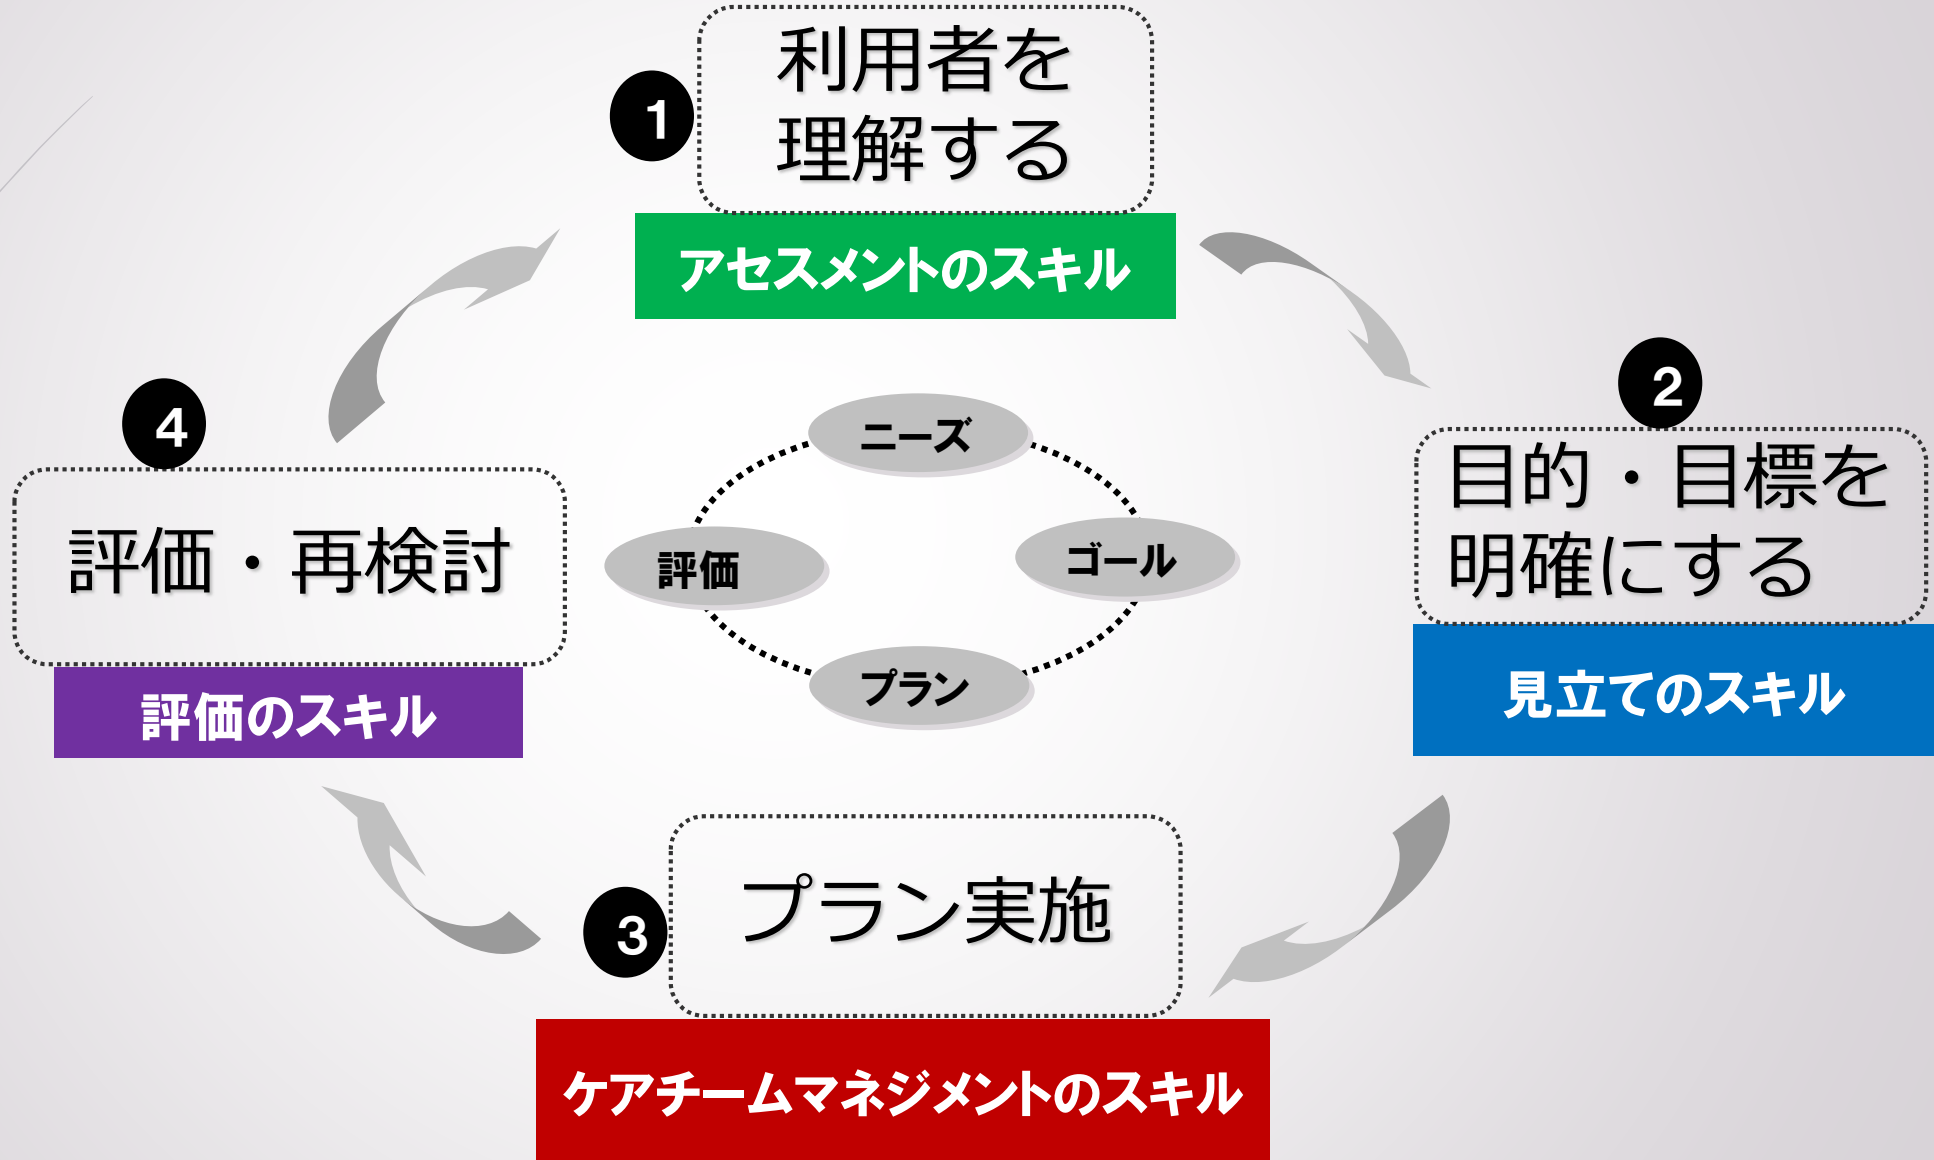 1
利用者を
理解する
アセスメントのスキル
2
目的・目標を
明確にする
見立てのスキル
3
プラン実施
ケアチームマネジメントのスキル
4
評価・再検討
評価のスキル
ニーズ
ゴール
プラン
評価